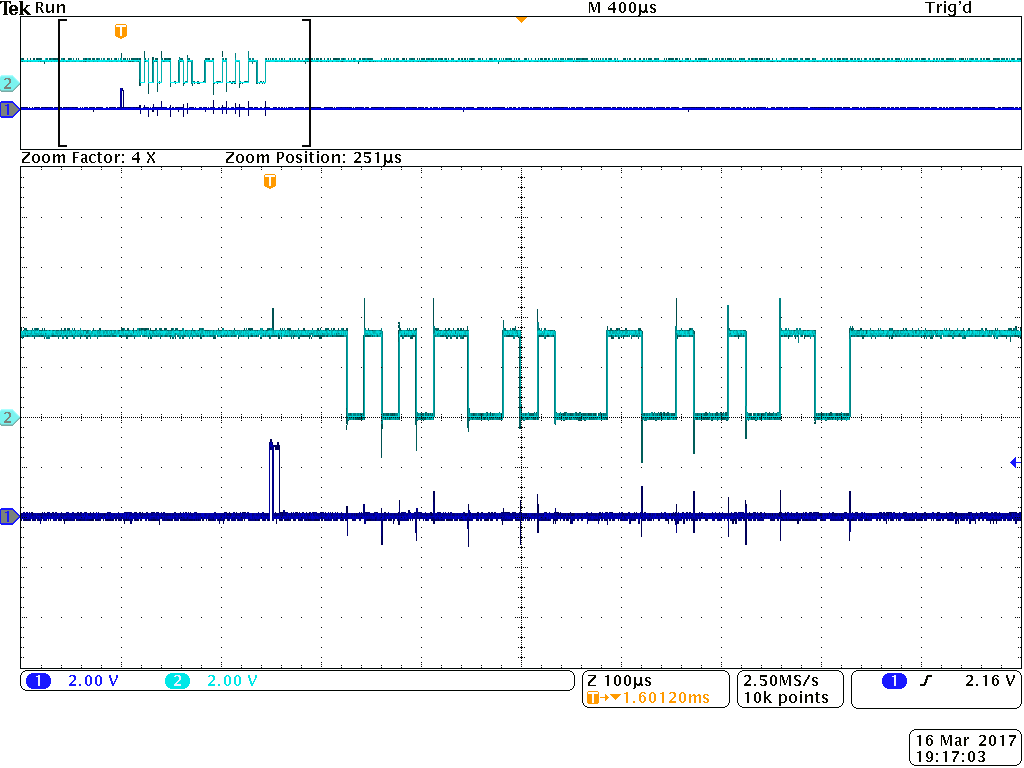 Tek Run M 400µs Trig'd
T
2
1
Zoom Factor: 4 X Zoom Position: 251µs
T
2
1
1 2.00 V 2 2.00 V Z 100µs 2.50MS/s 1 2.16 V
T→▼1.60120ms 10k points
16 Mar 2017
19:17:03